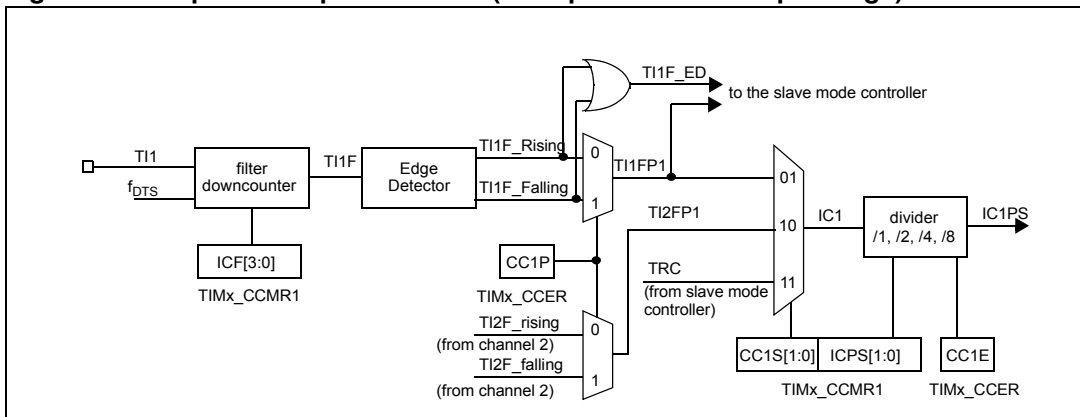 TI1F_ED
to the slave mode controller
TI1
f_DTS
filter
downcounter
TI1F
Edge
Detector
TI1F_Rising
TI1F_Falling
0
1
TI1FP1
TI2FP1
01
10
11
IC1
divider
/1, /2, /4, /8
IC1PS
ICF[3:0]
TIMx_CCMR1
CC1P
TIMx_CCER
TRC
(from slave mode
controller)
TI2F_rising
(from channel 2)
TI2F_falling
(from channel 2)
0
1
CC1S[1:0]
ICPS[1:0]
CC1E
TIMx_CCMR1
TIMx_CCER